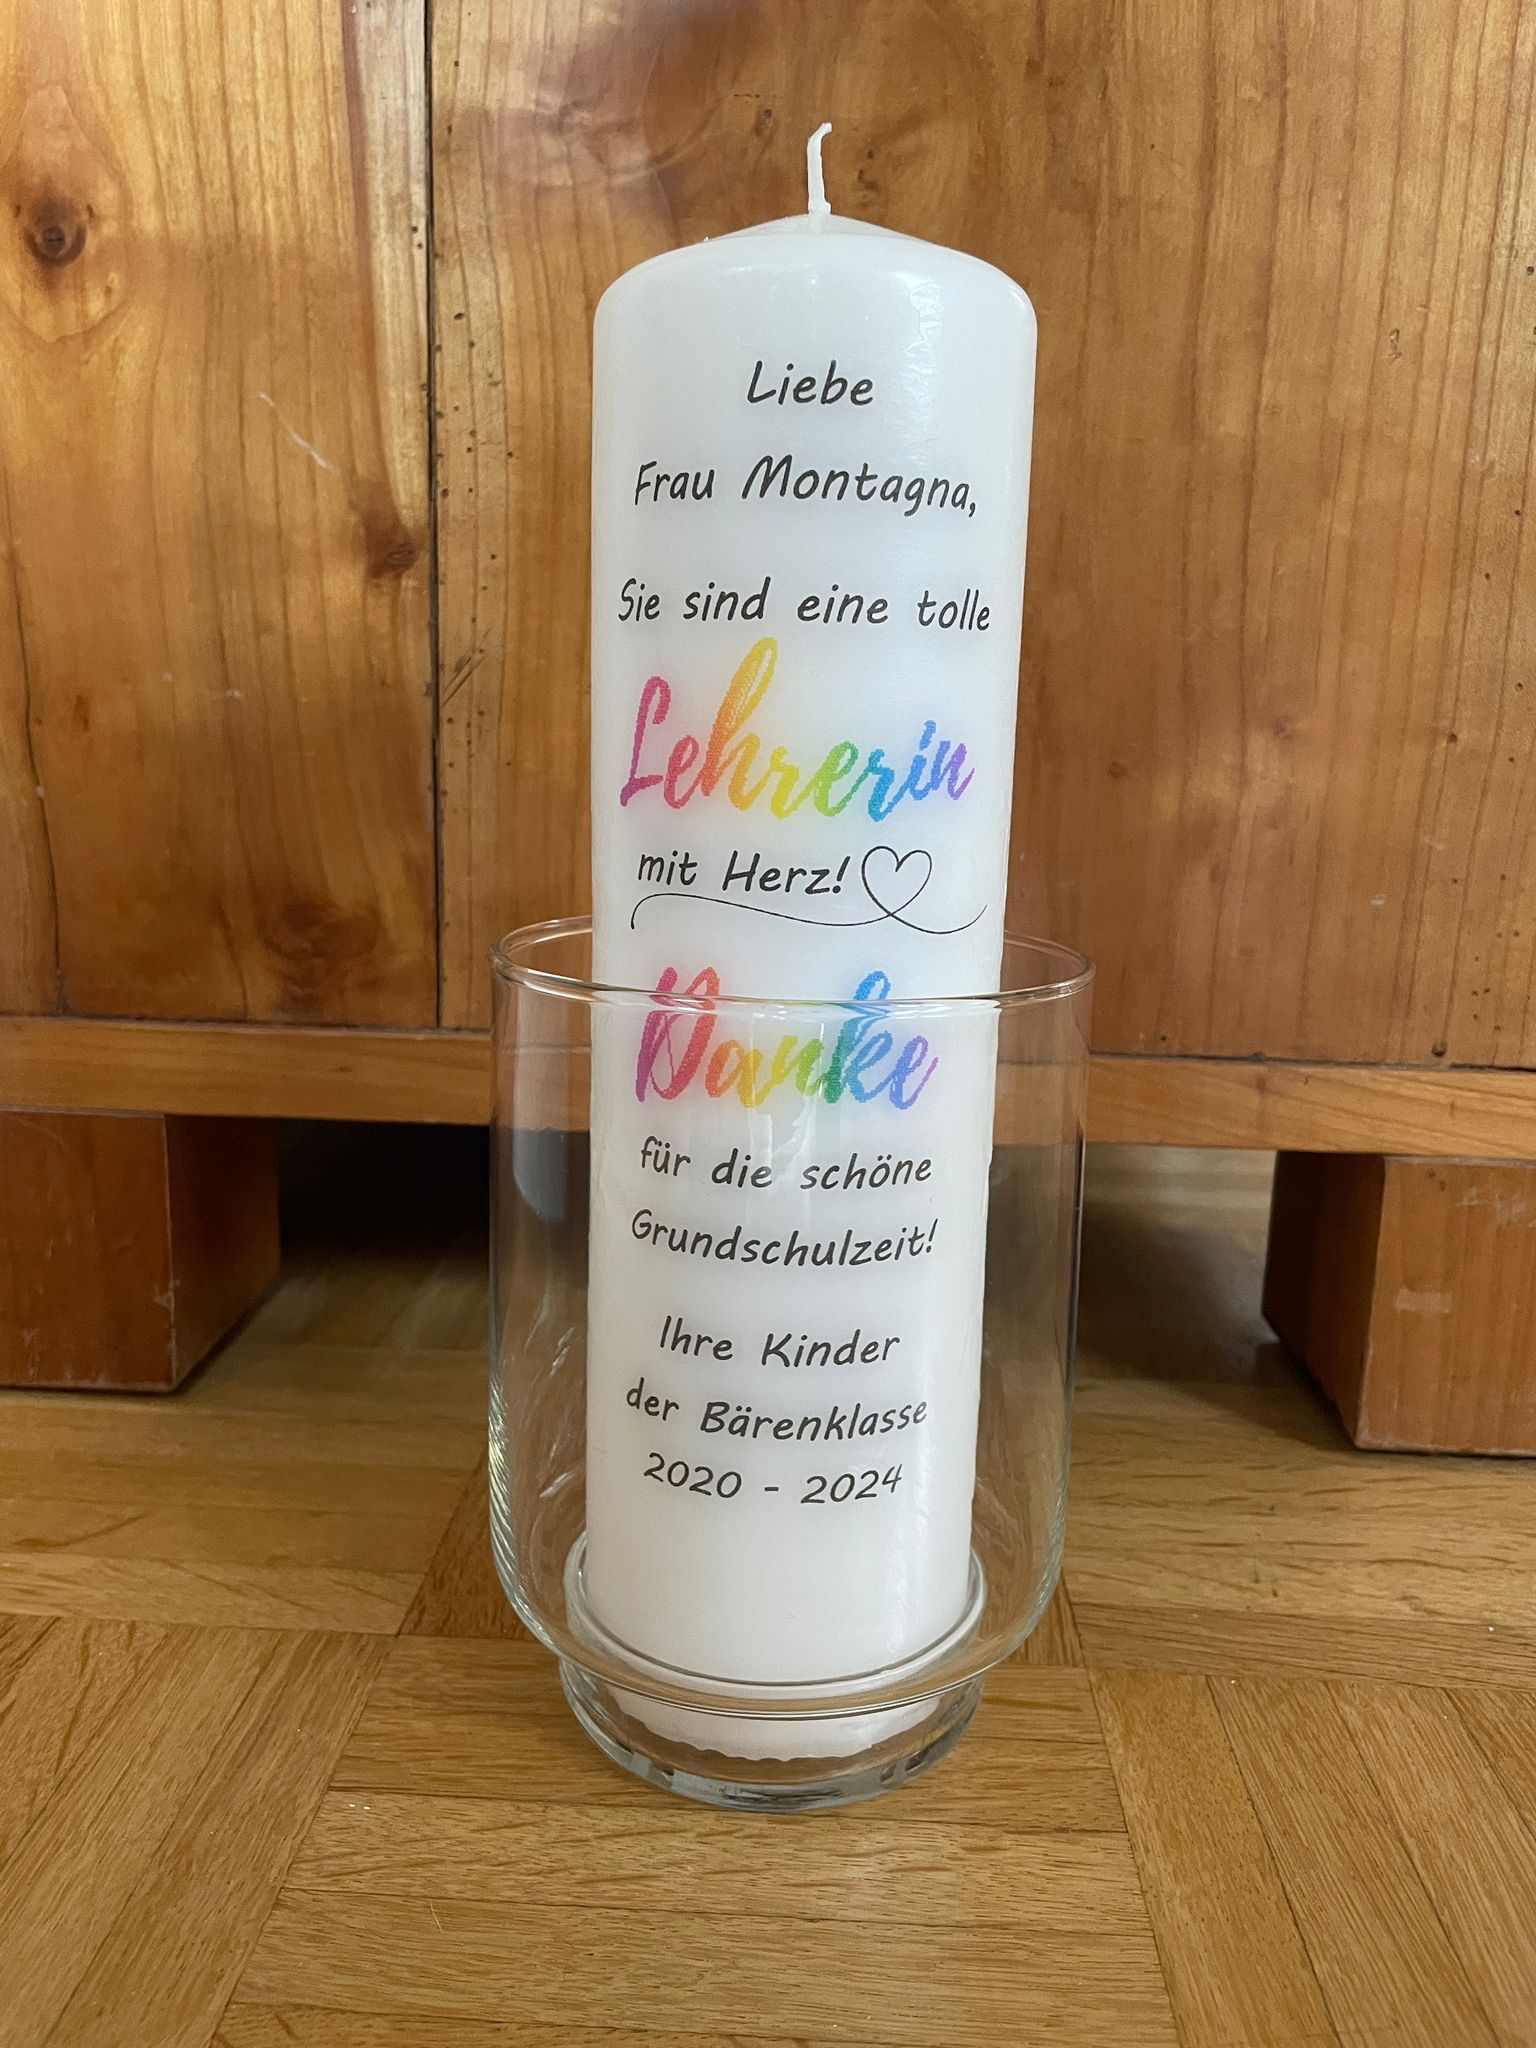 Liebe
Frau Montagna,
Sie sind eine tolle
Lehrerin
mit Herz!
Danke
für die schöne
Grundschulzeit!
Ihre Kinder
der Bärenklasse
2020 - 2024